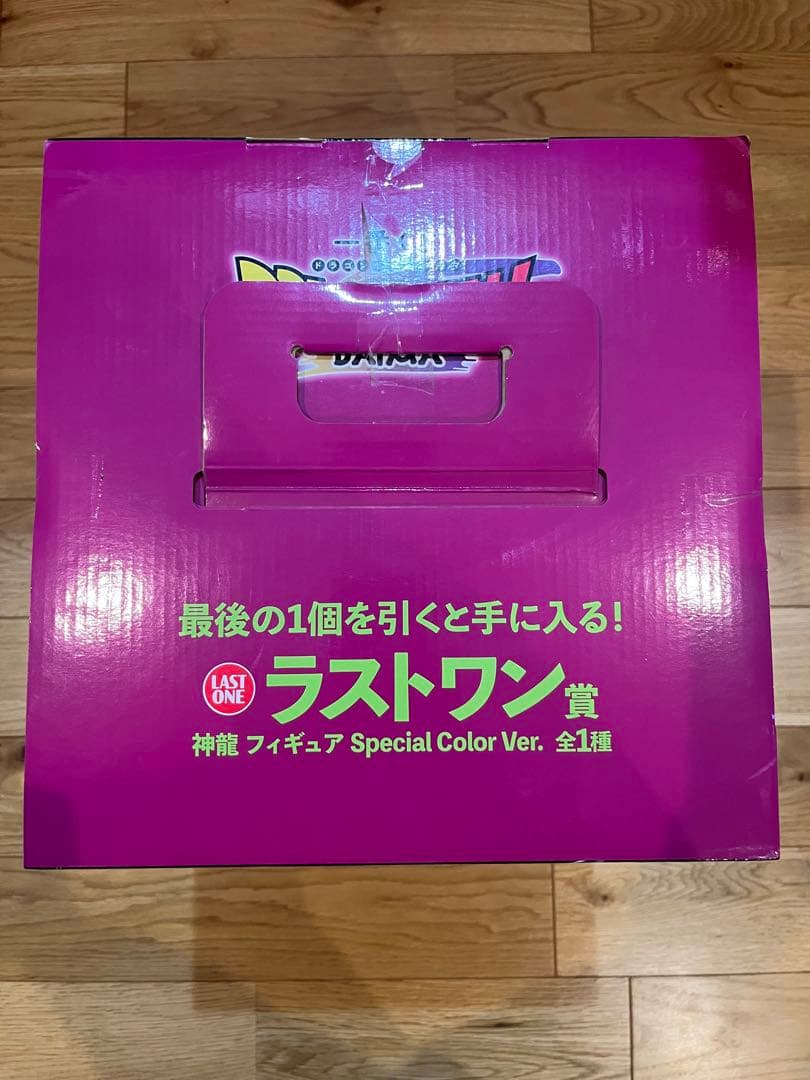 DAIMA
最後の1個を引くと手に入る!
LAST
ONE
ラストワン賞
神龍 フィギュア Special Color Ver. 全1種